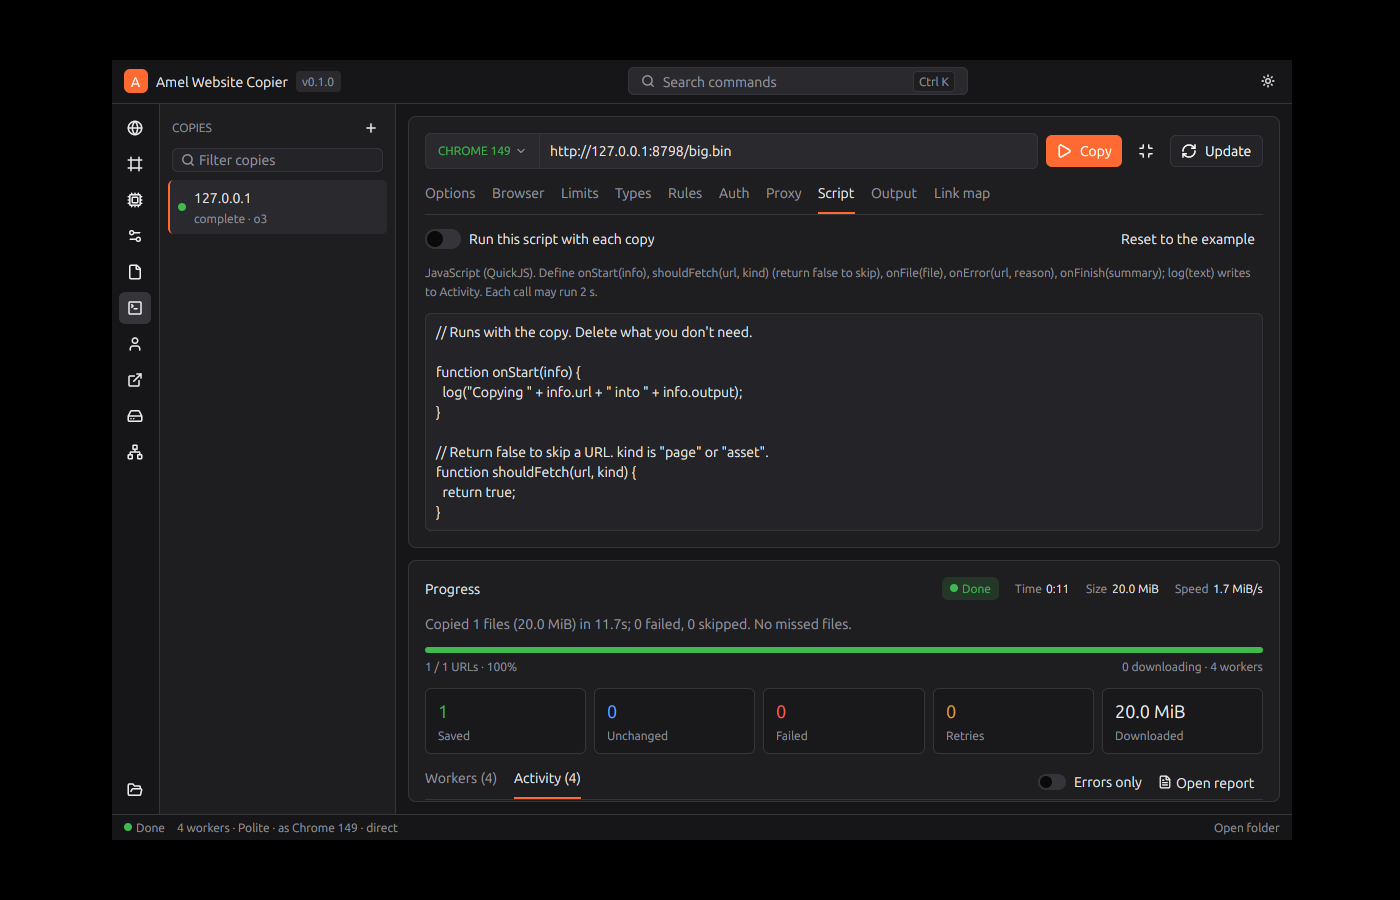 A Amel Website Copier v0.1.0
Search commands Ctrl K
COPIES +
Filter copies
127.0.0.1
complete · o3
CHROME 149 http://127.0.0.1:8798/big.bin Copy Update
Options Browser Limits Types Rules Auth Proxy Script Output Link map
Run this script with each copy Reset to the example
JavaScript (QuickJS). Define onStart(info), shouldFetch(url, kind) (return false to skip), onFile(file), onError(url, reason), onFinish(summary); log(text) writes
to Activity. Each call may run 2 s.
// Runs with the copy. Delete what you don't need.
function onStart(info) {
  log("Copying " + info.url + " into " + info.output);
}
// Return false to skip a URL. kind is "page" or "asset".
function shouldFetch(url, kind) {
  return true;
}
Progress Done Time 0:11 Size 20.0 MiB Speed 1.7 MiB/s
Copied 1 files (20.0 MiB) in 11.7s; 0 failed, 0 skipped. No missed files.
1 / 1 URLs · 100% 0 downloading · 4 workers
1 0 0 0 20.0 MiB
Saved Unchanged Failed Retries Downloaded
Workers (4) Activity (4) Errors only Open report
Done 4 workers · Polite · as Chrome 149 · direct Open folder